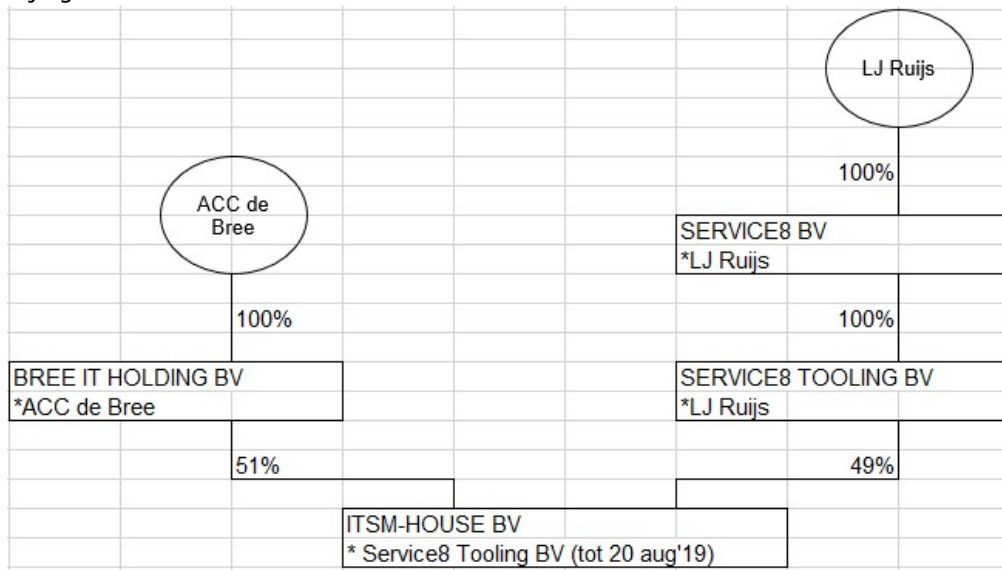 LJ Ruijs
100%
ACC de
Bree
SERVICE8 BV
*LJ Ruijs
100%
100%
BREE IT HOLDING BV
*ACC de Bree
SERVICE8 TOOLING BV
*LJ Ruijs
51%
49%
ITSM-HOUSE BV
* Service8 Tooling BV (tot 20 aug'19)